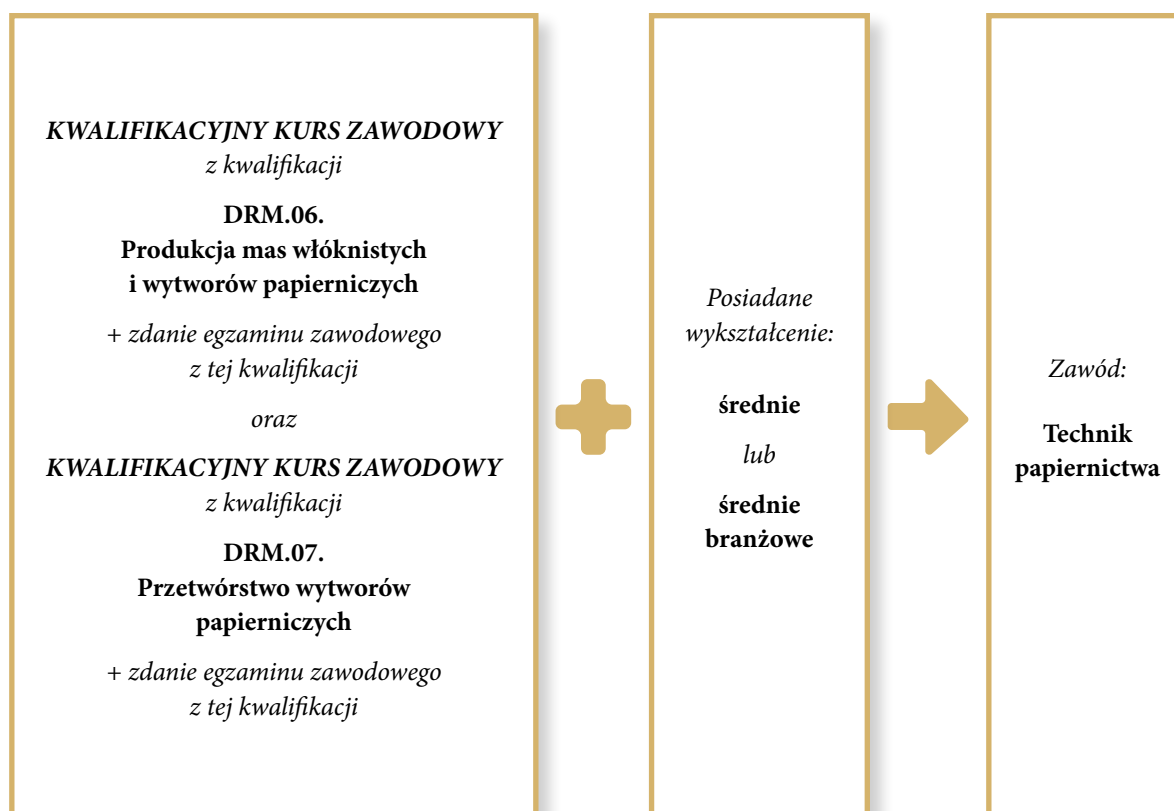 KWALIFIKACYJNY KURS ZAWODOWY
z kwalifikacji
DRM.06.
Produkcja mas włóknistych
i wytworów papierniczych
+ zdanie egzaminu zawodowego
z tej kwalifikacji
oraz
KWALIFIKACYJNY KURS ZAWODOWY
z kwalifikacji
DRM.07.
Przetwórstwo wytworów
papierniczych
+ zdanie egzaminu zawodowego
z tej kwalifikacji
Posiadane
wykształcenie:
średnie
lub
średnie
branżowe
Zawód:
Technik
papiernictwa